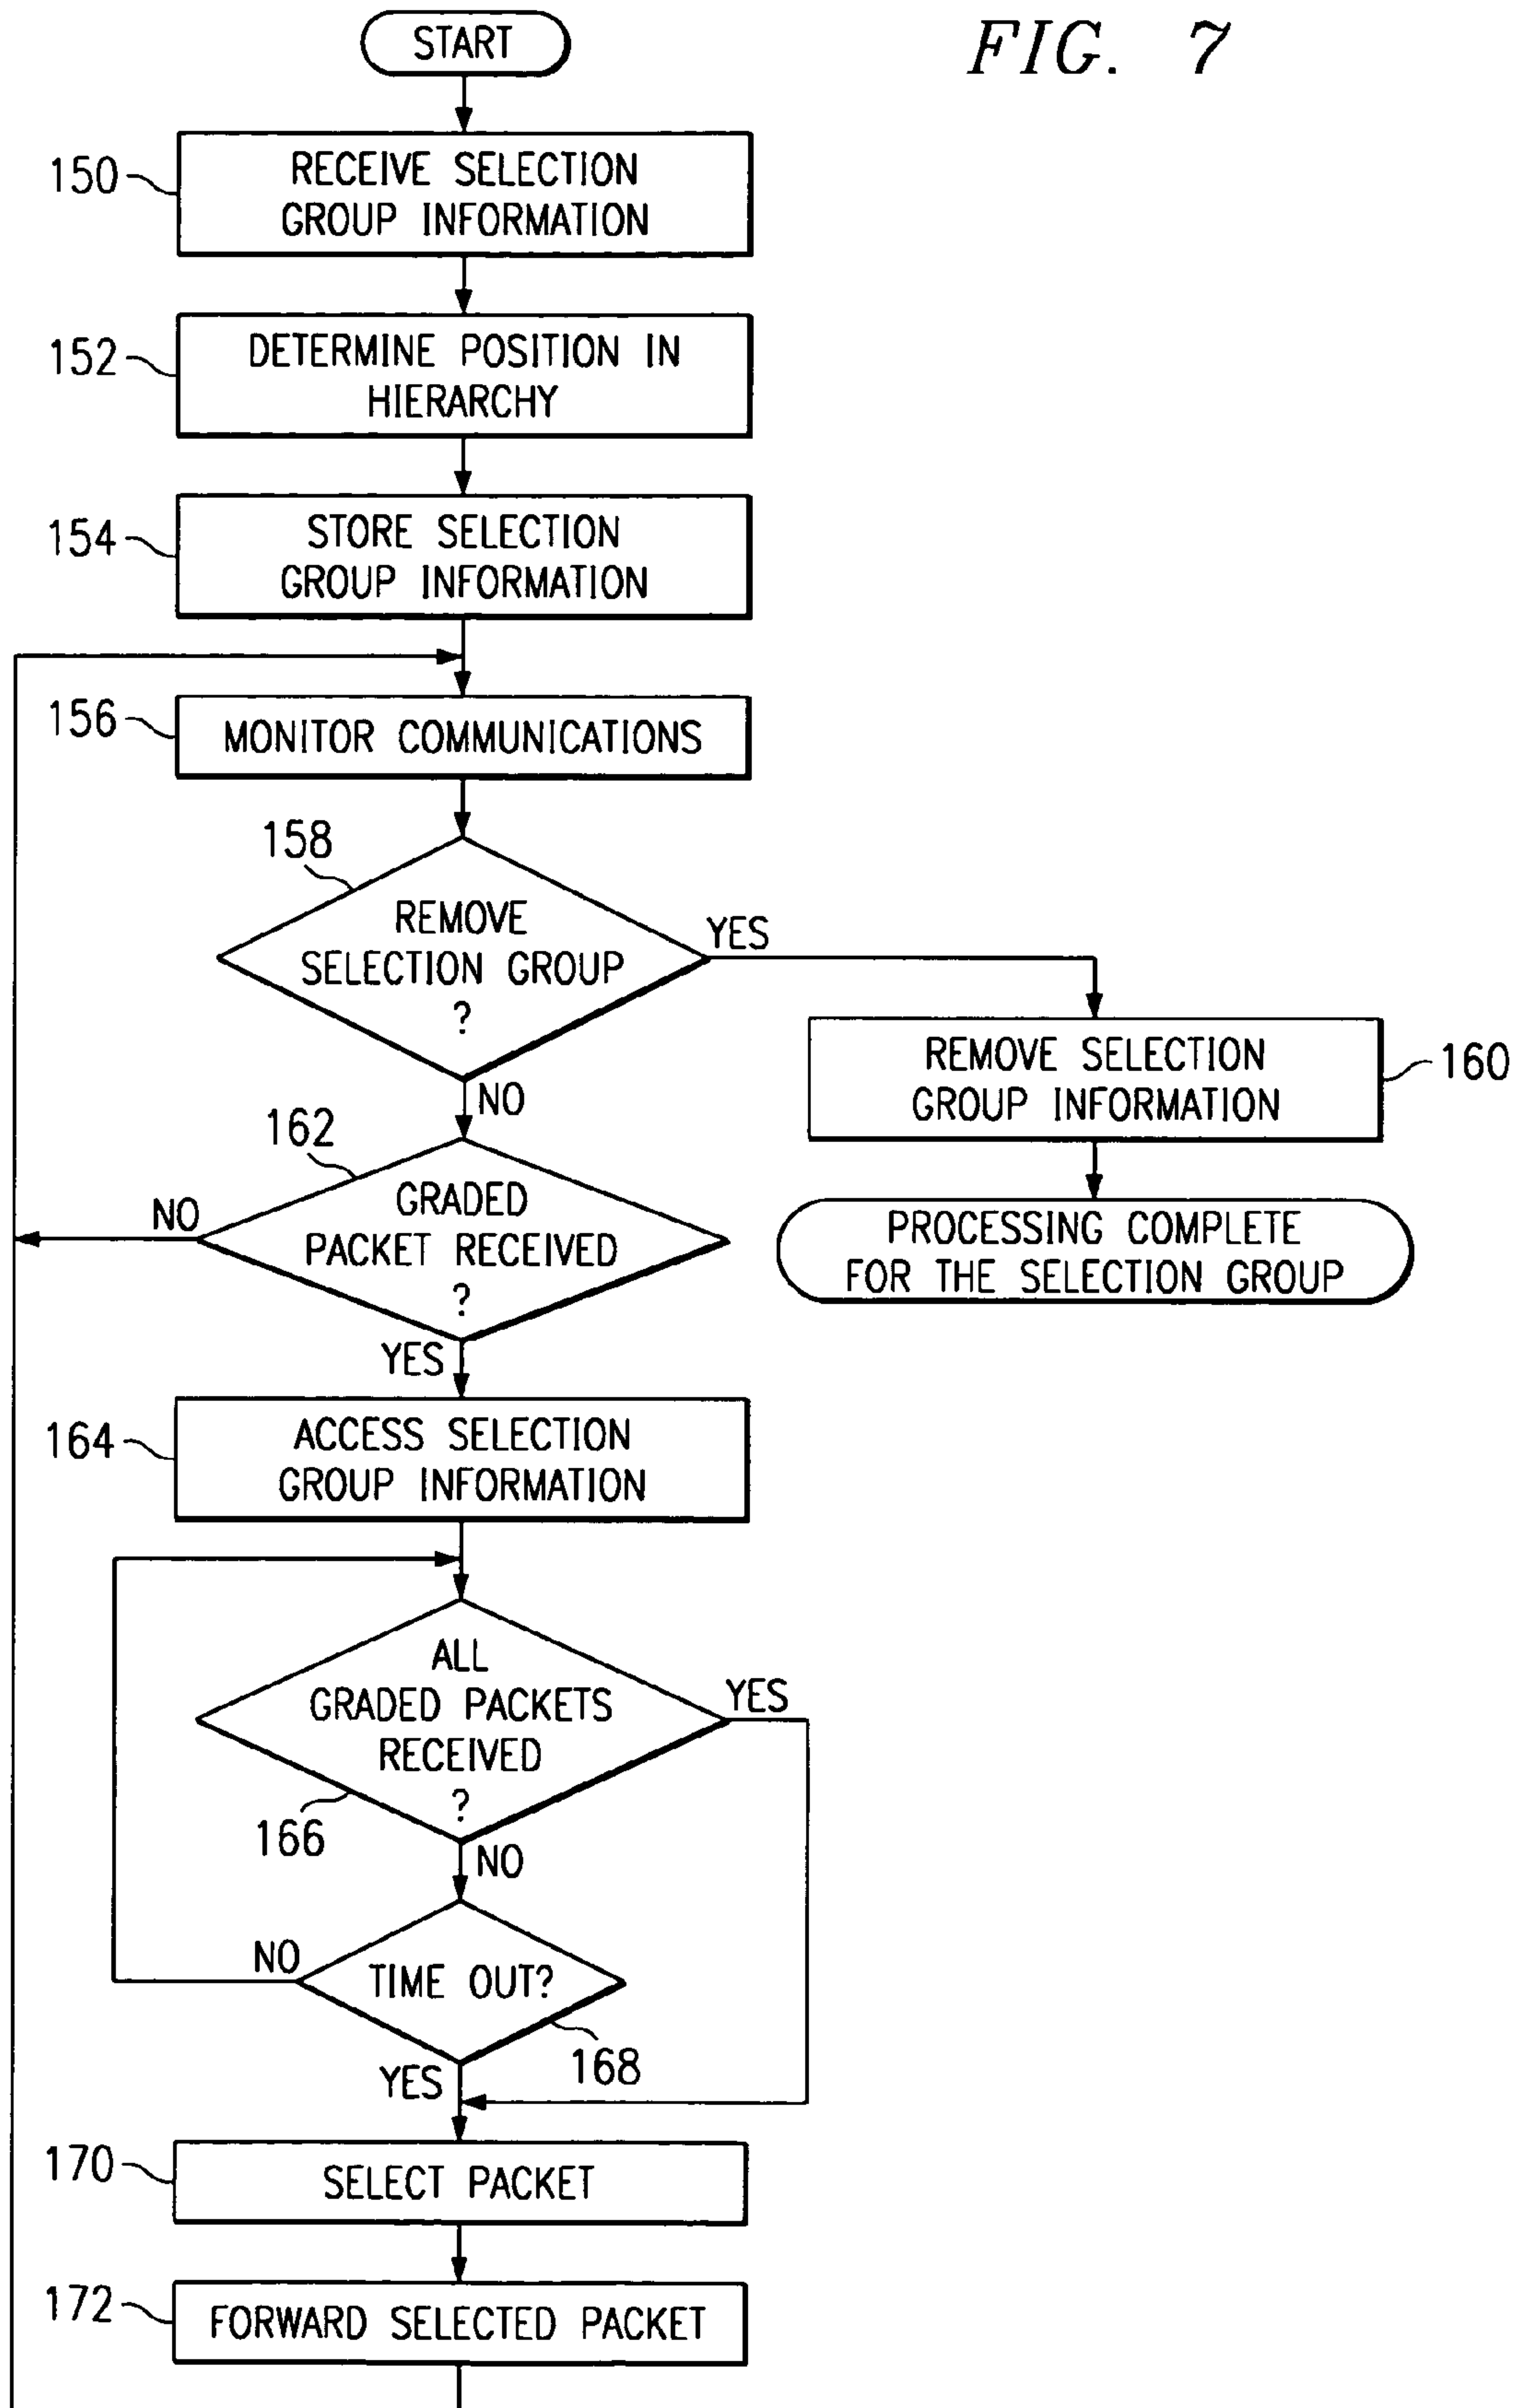 FIG. 7
START
150
RECEIVE SELECTION
GROUP INFORMATION
152
DETERMINE POSITION IN
HIERARCHY
154
STORE SELECTION
GROUP INFORMATION
156
MONITOR COMMUNICATIONS
158
REMOVE
SELECTION GROUP
?
YES
NO
REMOVE SELECTION
GROUP INFORMATION
160
PROCESSING COMPLETE
FOR THE SELECTION GROUP
162
GRADED
PACKET RECEIVED
?
NO
YES
164
ACCESS SELECTION
GROUP INFORMATION
ALL
GRADED PACKETS
RECEIVED
?
YES
166
NO
TIME OUT?
NO
168
YES
170
SELECT PACKET
172
FORWARD SELECTED PACKET